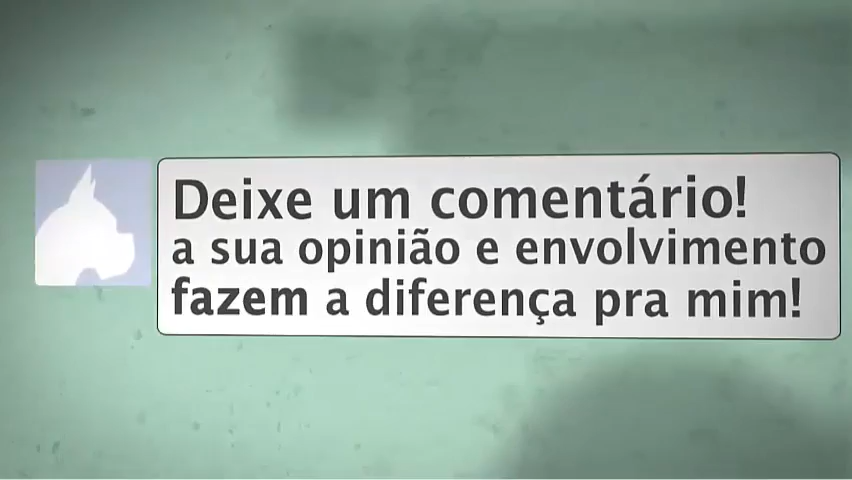 Deixe um comentário!
a sua opinião e envolvimento
fazem a diferença pra mim!